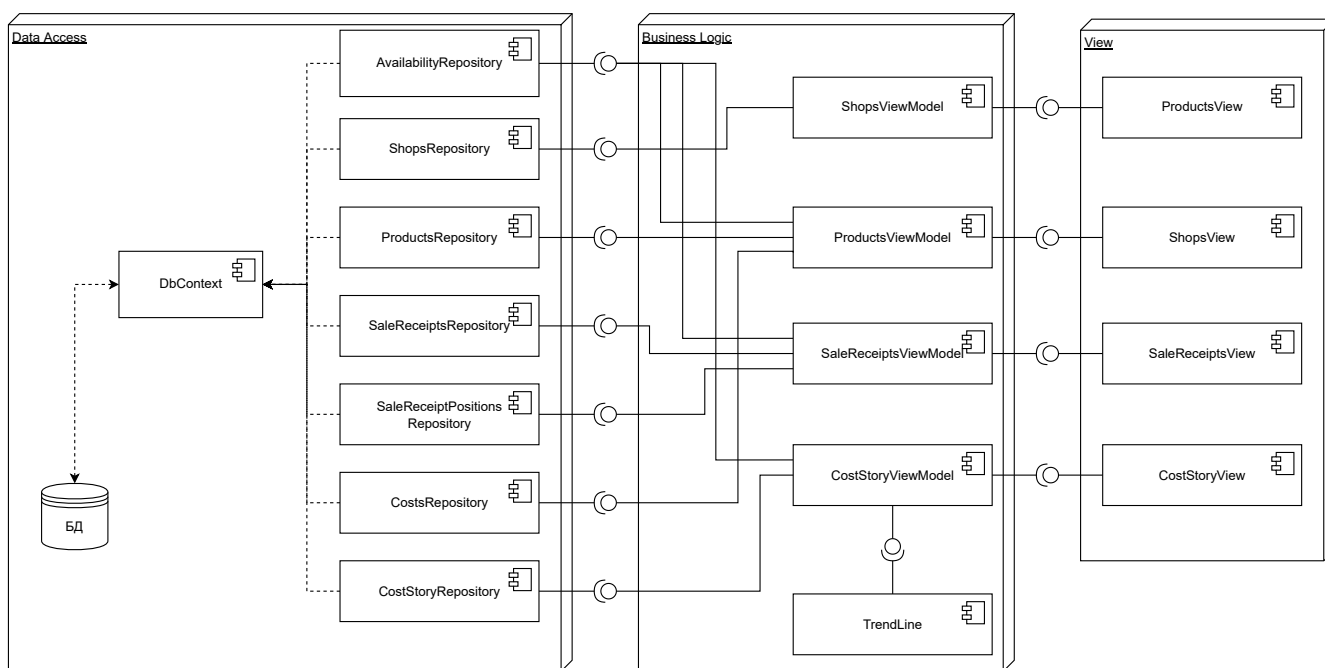 Data Access
AvailabilityRepository
ShopsRepository
ProductsRepository
DbContext
SaleReceiptsRepository
SaleReceiptPositions
Repository
CostsRepository
БД
CostStoryRepository
Business Logic
ShopsViewModel
ProductsViewModel
SaleReceiptsViewModel
CostStoryViewModel
TrendLine
View
ProductsView
ShopsView
SaleReceiptsView
CostStoryView